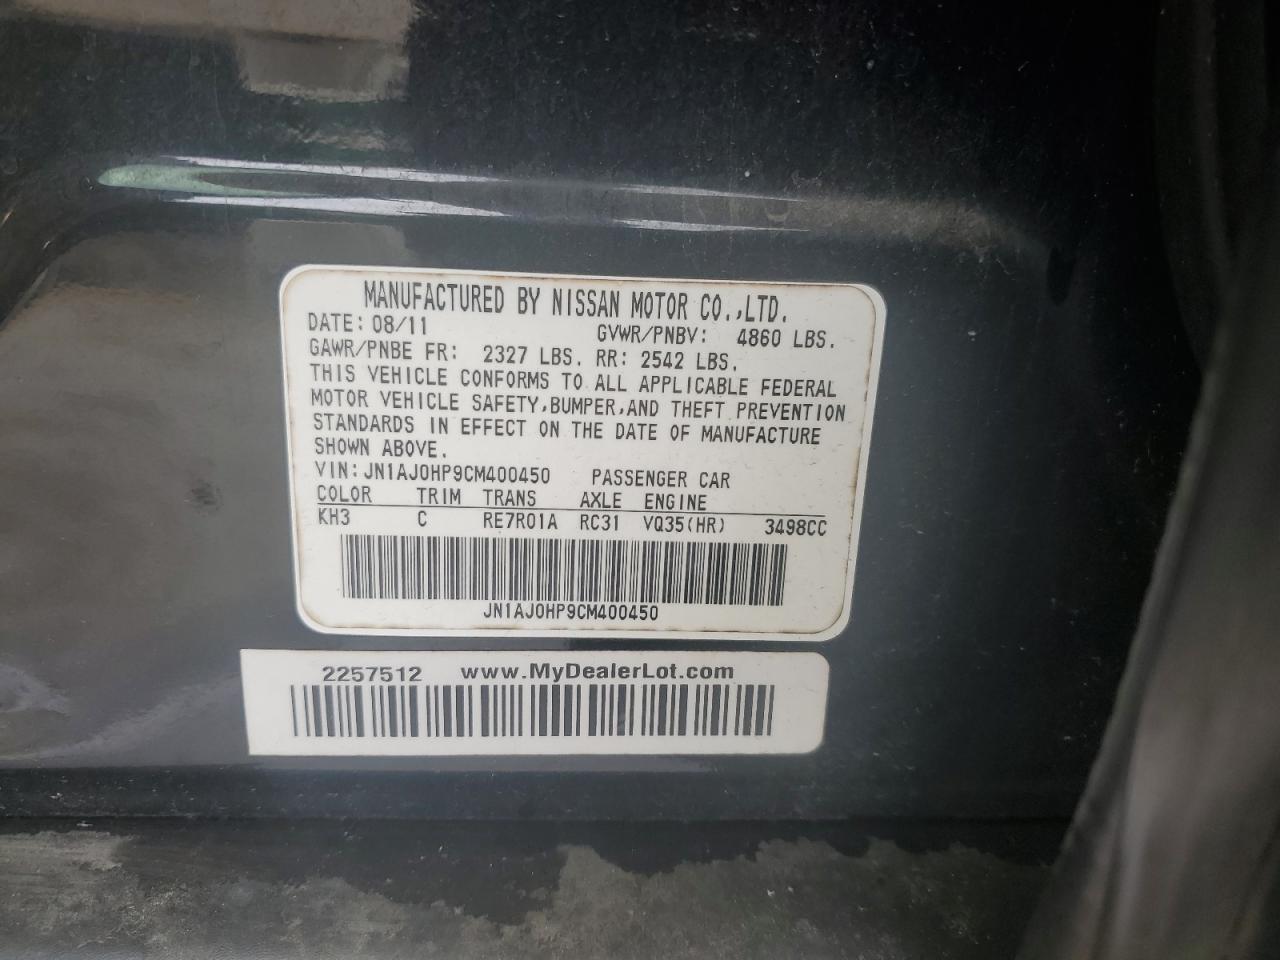 MANUFACTURED BY NISSAN MOTOR CO.,LTD.
DATE: 08/11 GVWR/PNBV: 4860 LBS.
GAWR/PNBE FR: 2327 LBS. RR: 2542 LBS.
THIS VEHICLE CONFORMS TO ALL APPLICABLE FEDERAL
MOTOR VEHICLE SAFETY,BUMPER,AND THEFT PREVENTION
STANDARDS IN EFFECT ON THE DATE OF MANUFACTURE
SHOWN ABOVE.
VIN:JN1AJ0HP9CM400450 PASSENGER CAR
COLOR TRIM TRANS AXLE ENGINE
KH3 C RE7R01A RC31 VQ35(HR) 3498CC
JN1AJ0HP9CM400450
2257512 www.MyDealerLot.com